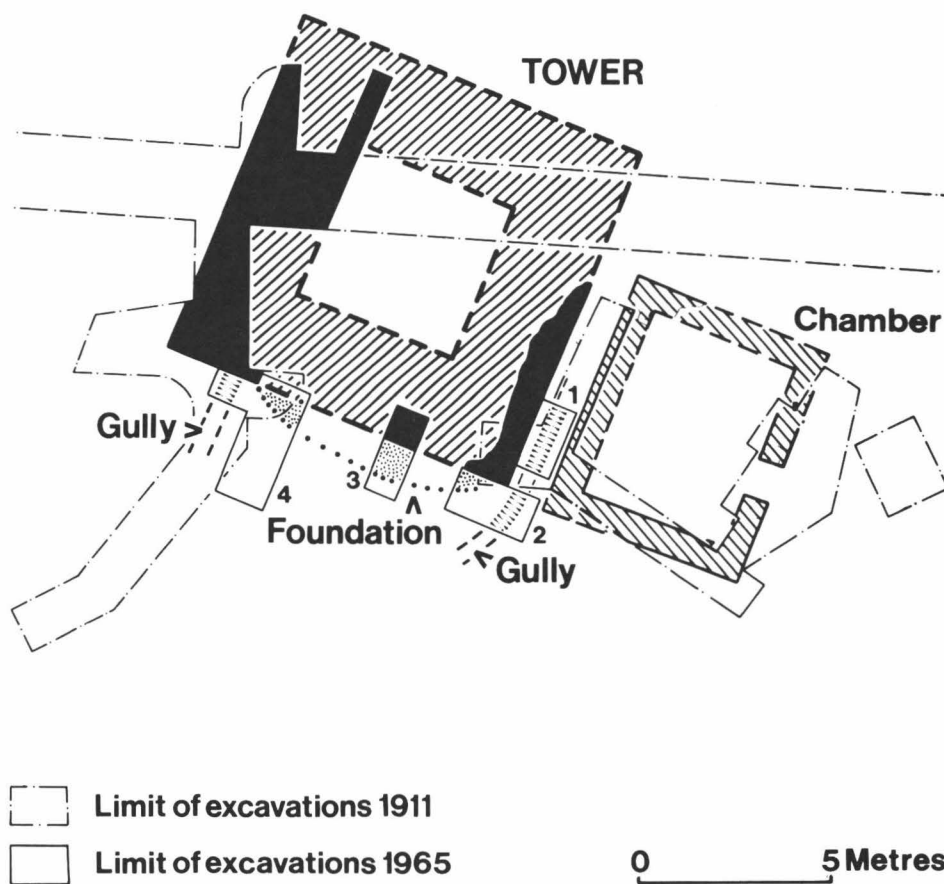 TOWER
Chamber
1
Gully >
3
4
^
Foundation
2
< Gully
Limit of excavations 1911
Limit of excavations 1965
0 5 Metres